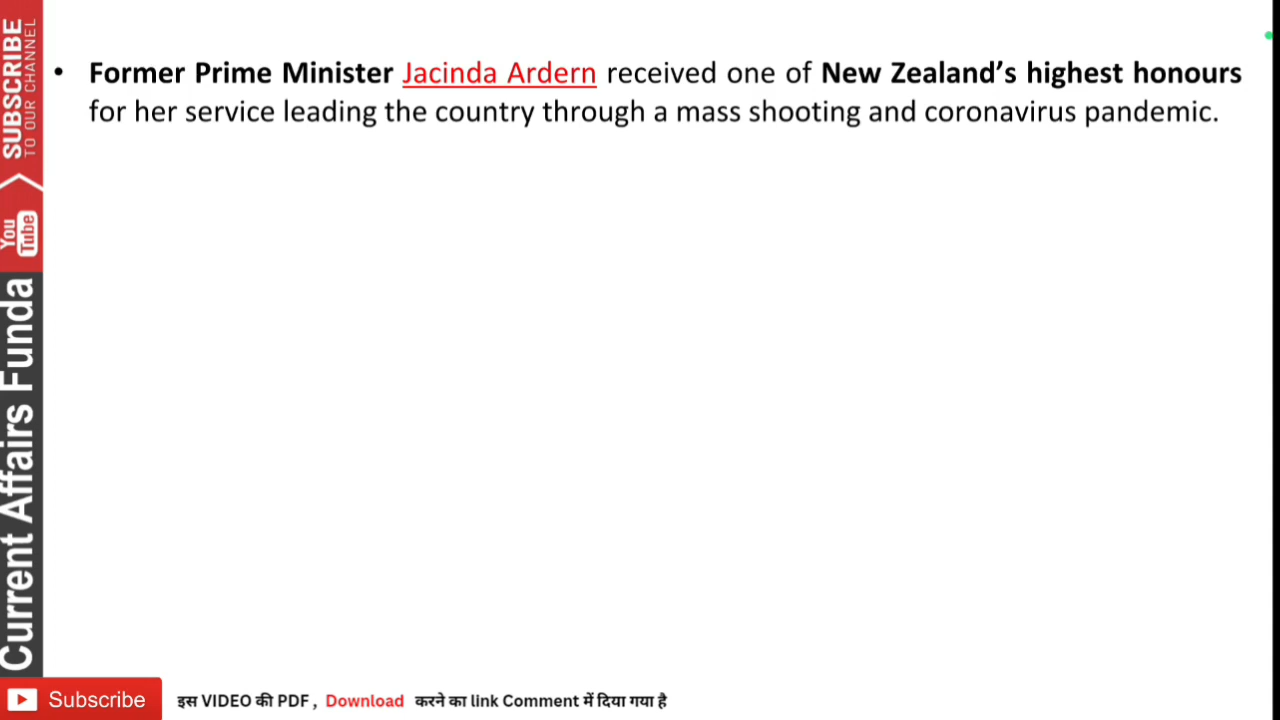 • Former Prime Minister Jacinda Ardern received one of New Zealand’s highest honours
for her service leading the country through a mass shooting and coronavirus pandemic.
SUBSCRIBE
TO OUR CHANNEL
You
Tube
Current Affairs Funda
Subscribe
इस VIDEO की PDF , Download करने का link Comment में दिया गया है